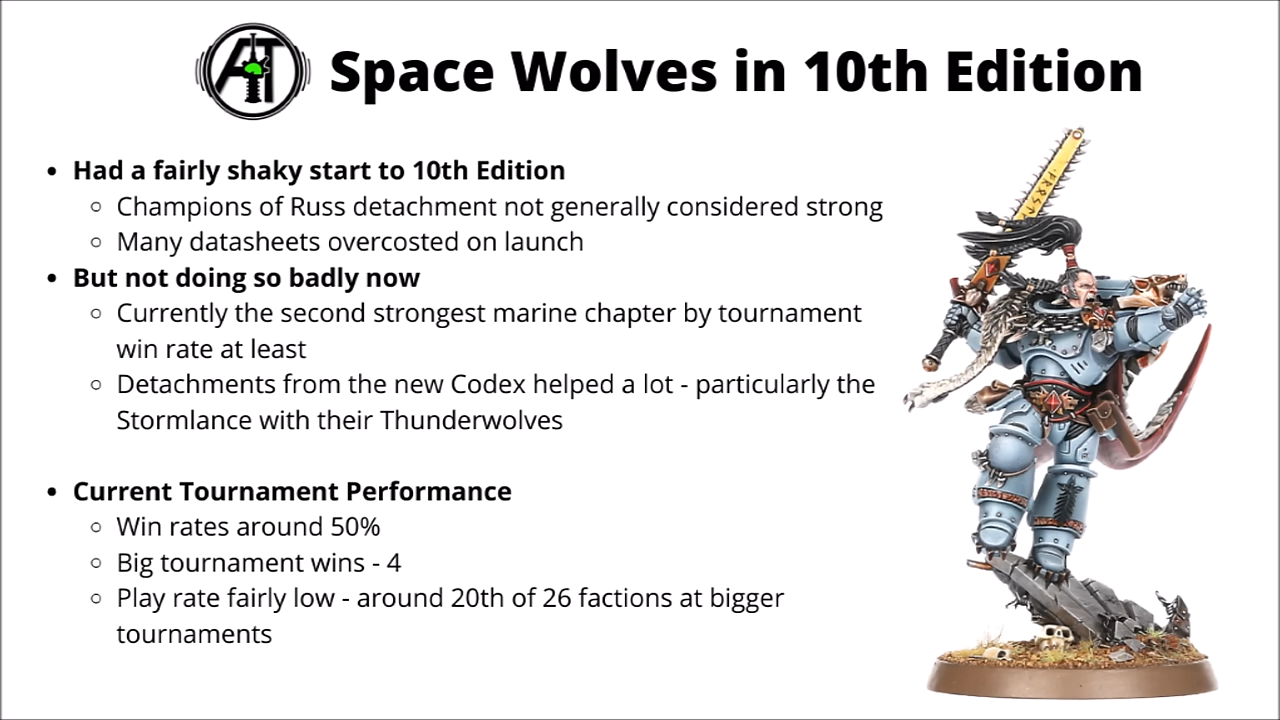 AT
Space Wolves in 10th Edition
• Had a fairly shaky start to 10th Edition
◦ Champions of Russ detachment not generally considered strong
◦ Many datasheets overcosted on launch
• But not doing so badly now
◦ Currently the second strongest marine chapter by tournament
win rate at least
◦ Detachments from the new Codex helped a lot - particularly the
Stormlance with their Thunderwolves
• Current Tournament Performance
◦ Win rates around 50%
◦ Big tournament wins - 4
◦ Play rate fairly low - around 20th of 26 factions at bigger
tournaments